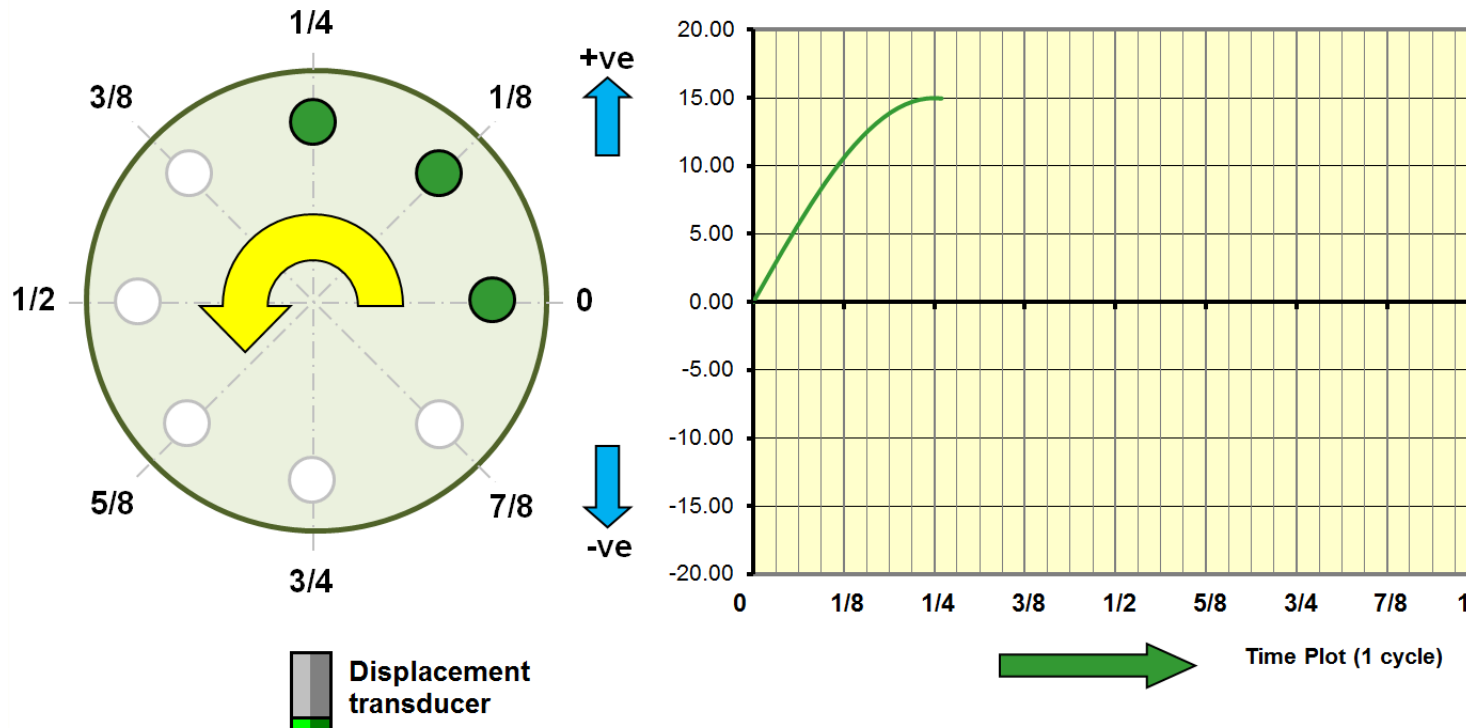 1/4
3/8
1/8
1/2
0
5/8
7/8
3/4
+ve
-ve
Displacement
transducer
20.00
15.00
10.00
5.00
0.00
-5.00
-10.00
-15.00
-20.00
0 1/8 1/4 3/8 1/2 5/8 3/4 7/8 1
Time Plot (1 cycle)